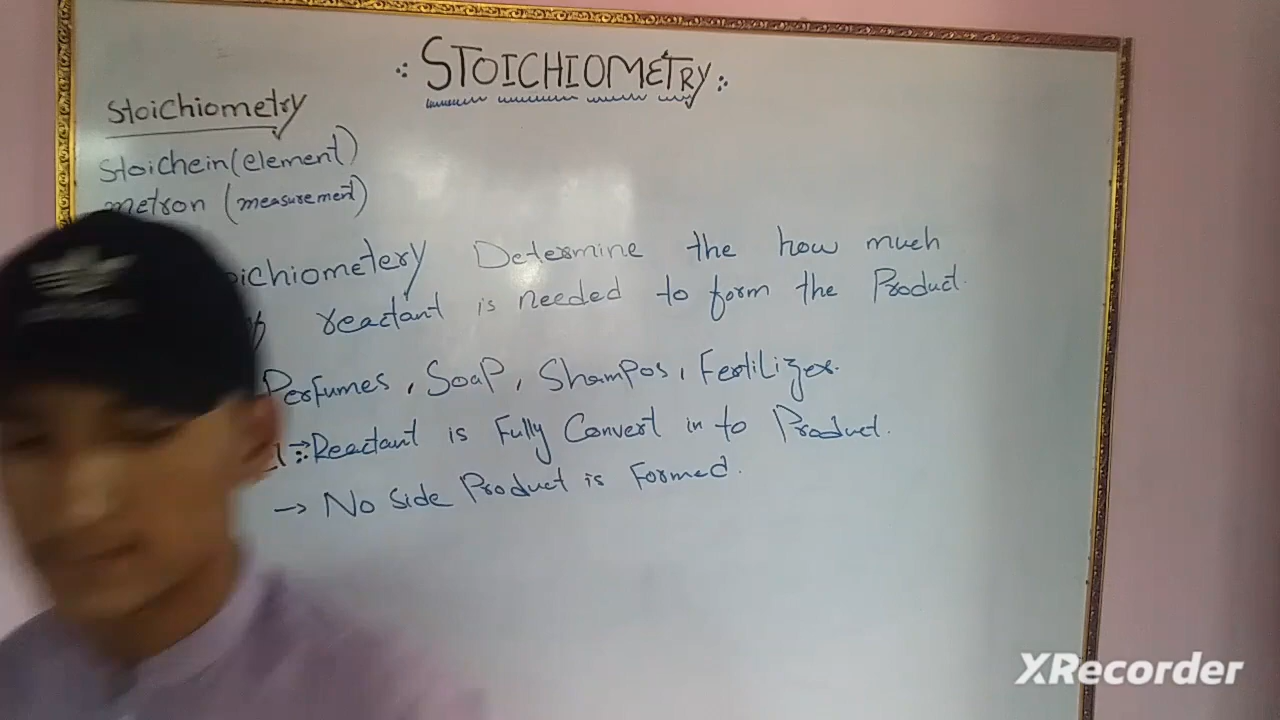 STOICHIOMETRY
Stoichiometry
Stoichein (element)
metron (measurement)
Determine the how much
reactant is needed to form the Product.
Perfumes, Soap, Shampos, Fertilizer.
Reactant is Fully Convert in to Product.
→ No Side Product is Formed.
XRecorder